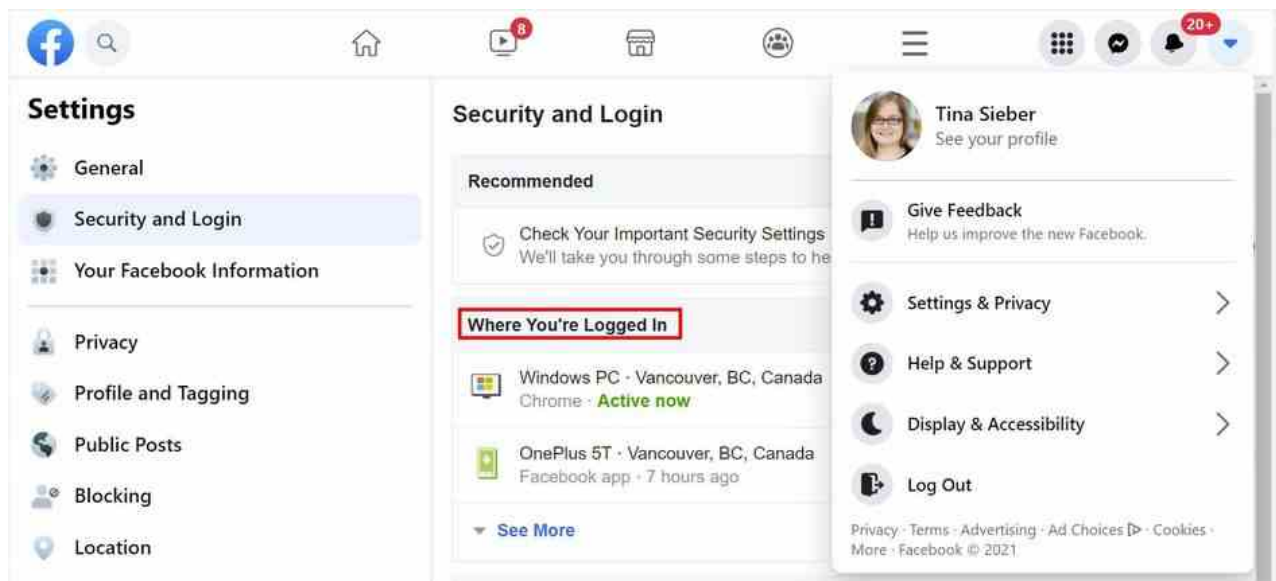 f
8
20+
Settings
General
Security and Login
Your Facebook Information
Privacy
Profile and Tagging
Public Posts
Blocking
Location
Security and Login
Recommended
Check Your Important Security Settings
We'll take you through some steps to he
Where You're Logged In
Windows PC · Vancouver, BC, Canada
Chrome · Active now
OnePlus 5T · Vancouver, BC, Canada
Facebook app · 7 hours ago
See More
Tina Sieber
See your profile
Give Feedback
Help us improve the new Facebook.
Settings & Privacy
Help & Support
Display & Accessibility
Log Out
Privacy · Terms · Advertising · Ad Choices · Cookies ·
More · Facebook © 2021